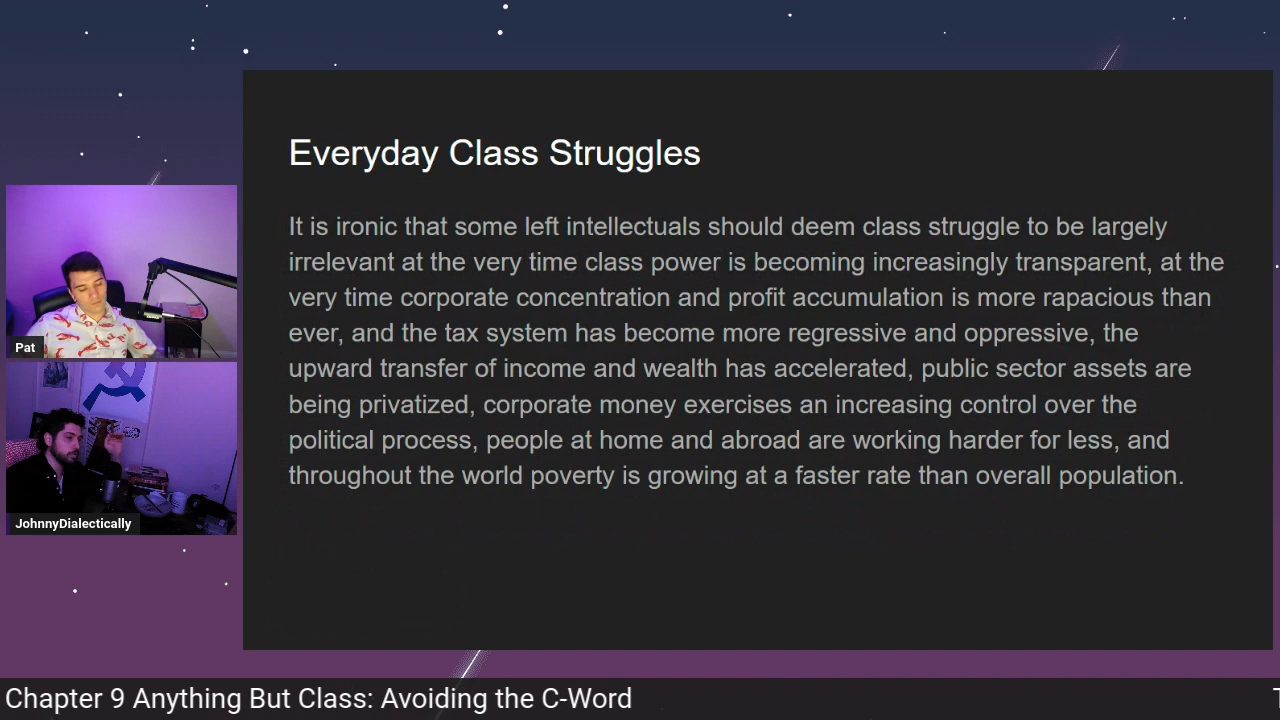 Everyday Class Struggles
It is ironic that some left intellectuals should deem class struggle to be largely
irrelevant at the very time class power is becoming increasingly transparent, at the
very time corporate concentration and profit accumulation is more rapacious than
ever, and the tax system has become more regressive and oppressive, the
upward transfer of income and wealth has accelerated, public sector assets are
being privatized, corporate money exercises an increasing control over the
political process, people at home and abroad are working harder for less, and
throughout the world poverty is growing at a faster rate than overall population.
Pat
JohnnyDialectically
Chapter 9 Anything But Class: Avoiding the C-Word